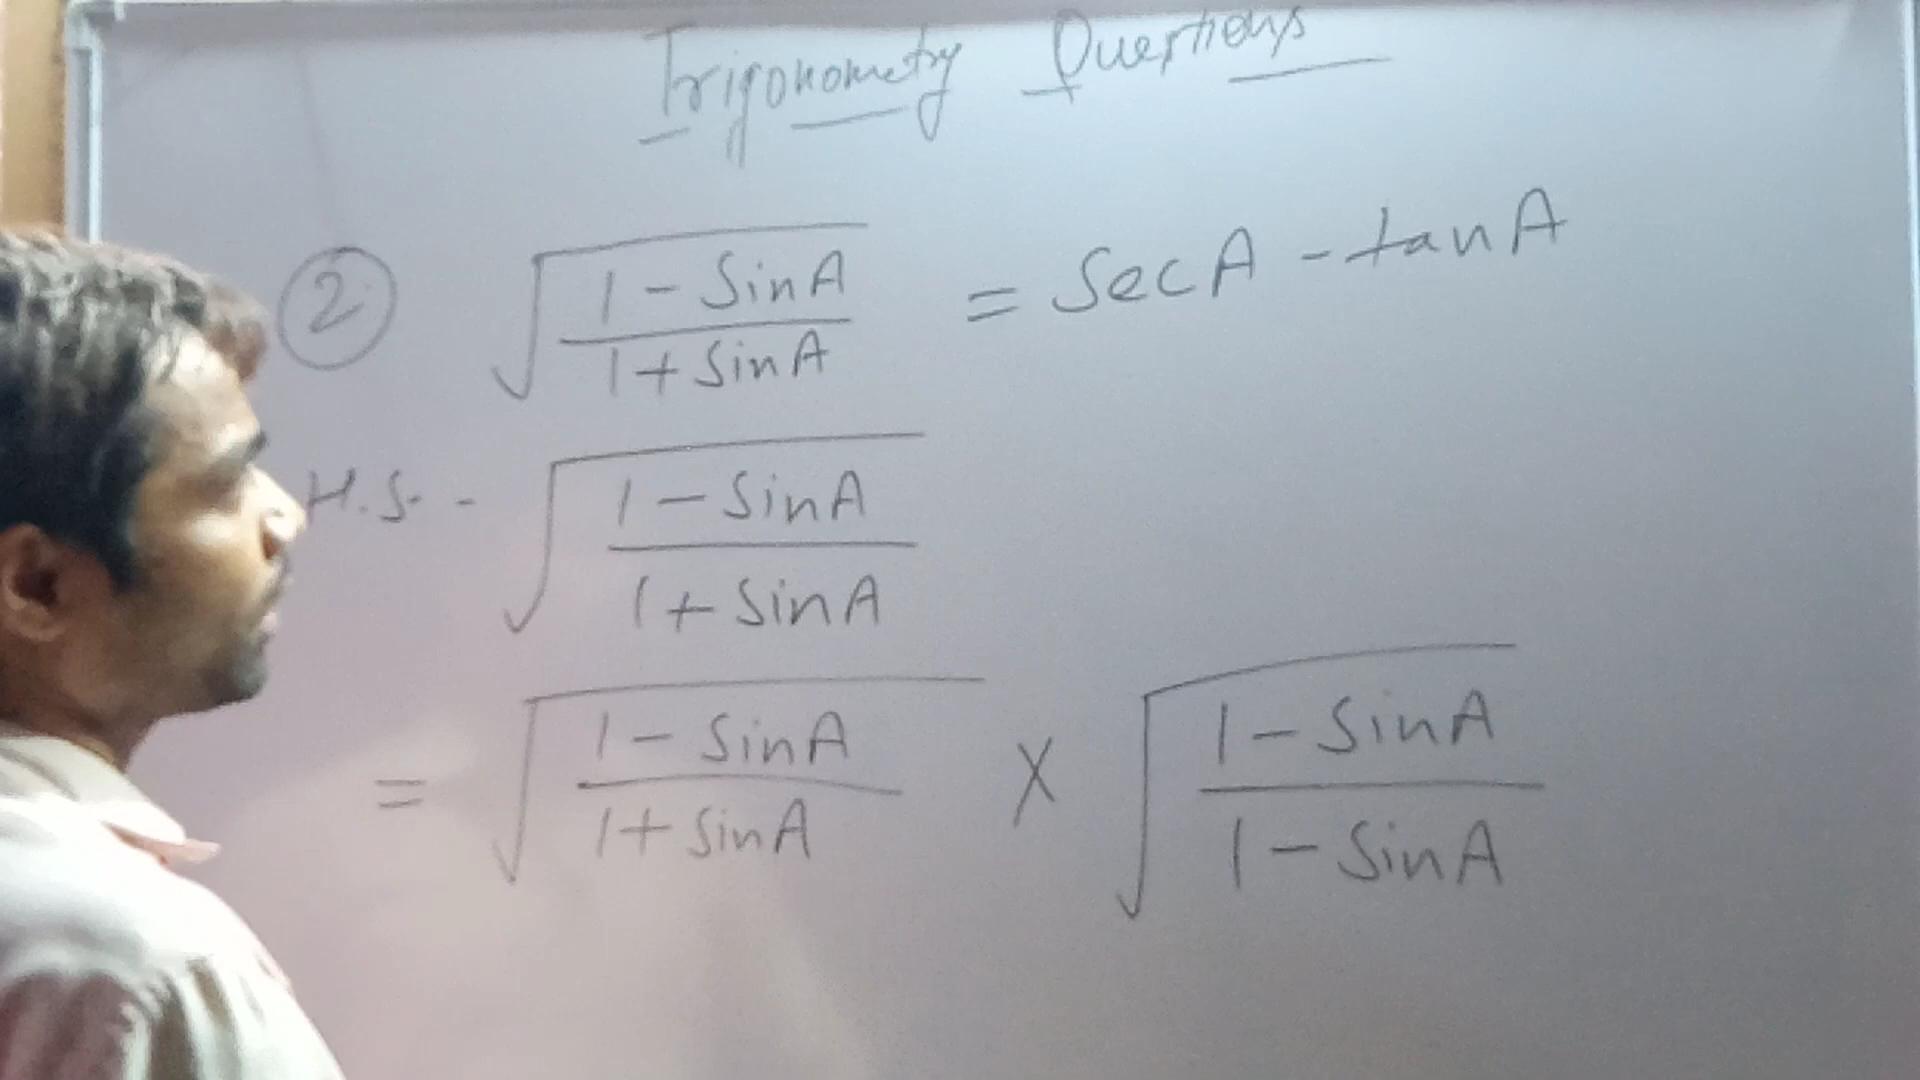 Trigonometry Questions
② √((1 - SinA)/(1 + SinA)) = SecA - tanA
H.S. - √((1 - SinA)/(1 + SinA))
= √((1 - SinA)/(1 + SinA)) × √((1 - SinA)/(1 - SinA))